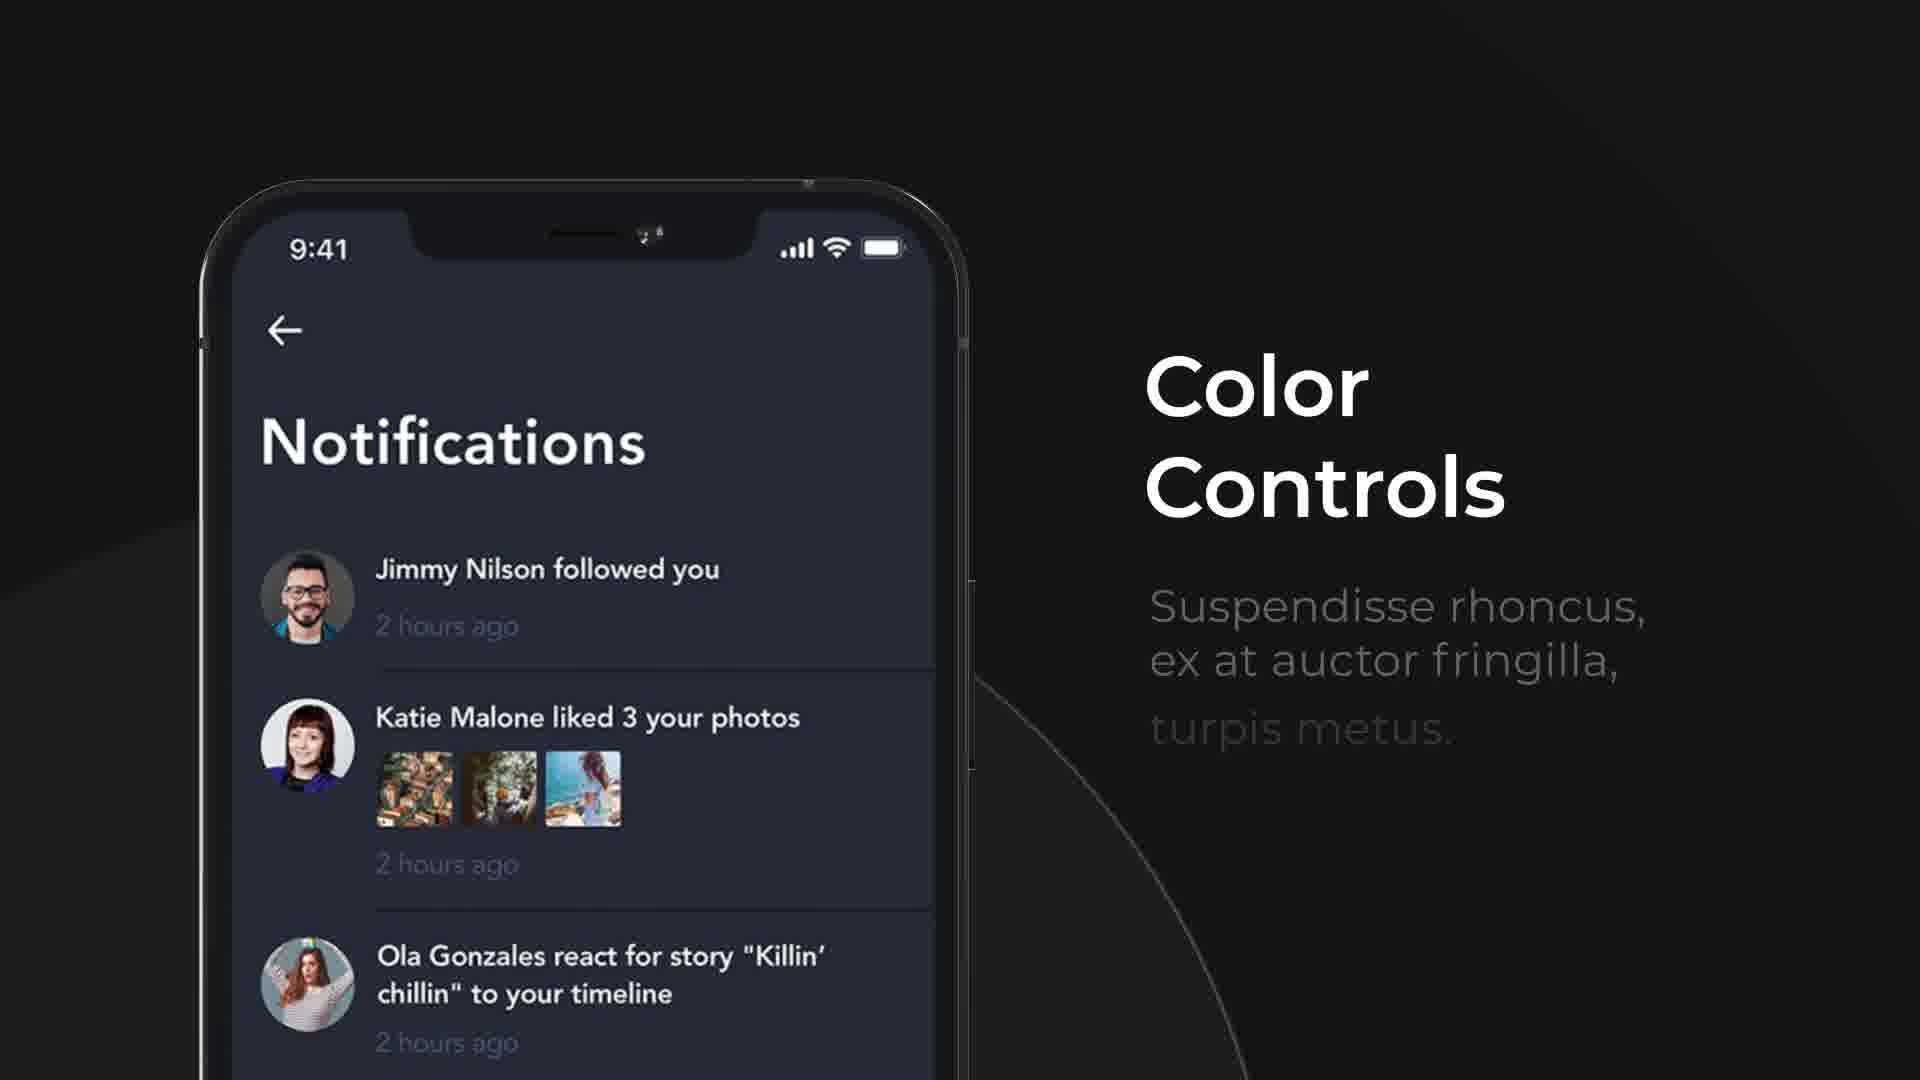 9:41
Notifications
Jimmy Nilson followed you
2 hours ago
Katie Malone liked 3 your photos
2 hours ago
Ola Gonzales react for story "Killin'
chillin" to your timeline
2 hours ago
Color
Controls
Suspendisse rhoncus,
ex at auctor fringilla,
turpis metus.